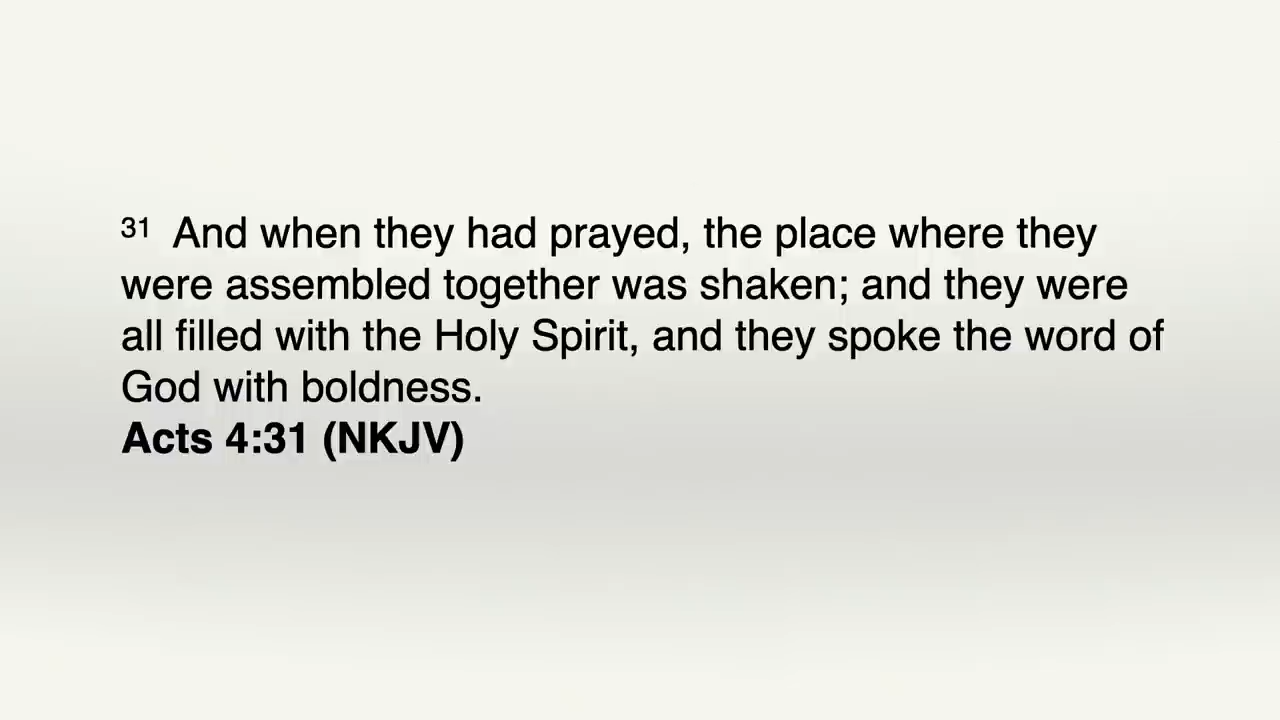 31 And when they had prayed, the place where they
were assembled together was shaken; and they were
all filled with the Holy Spirit, and they spoke the word of
God with boldness.
Acts 4:31 (NKJV)